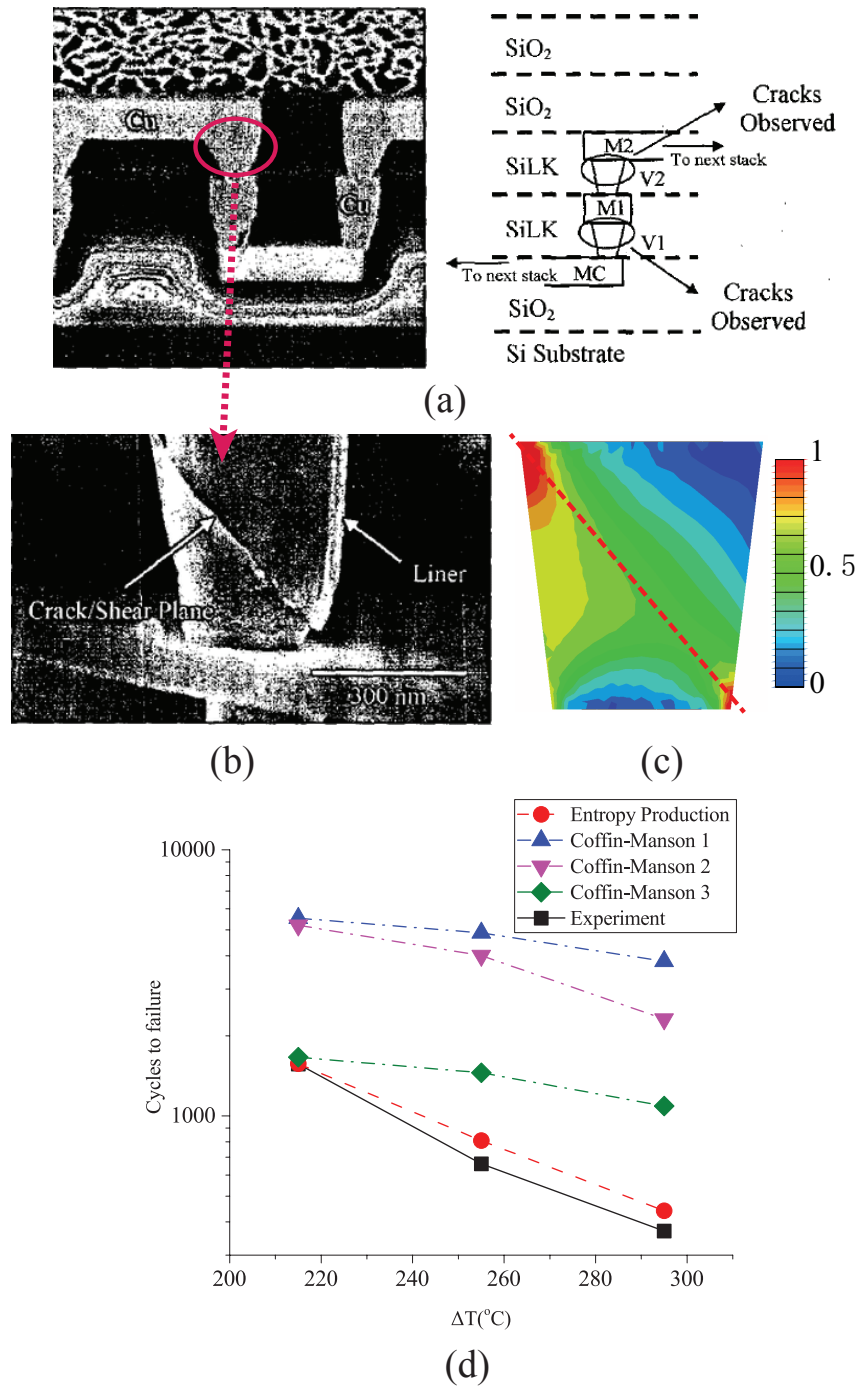 Cu
Cu
SiO2
SiO2
SiLK
SiLK
SiO2
Si Substrate
M2
V2
M1
V1
MC
Cracks
Observed
To next stack
To next stack
Cracks
Observed
(a)
Crack/Shear Plane
Liner
300 nm
(b)
1
0.5
0
(c)
Entropy Production
Coffin-Manson 1
Coffin-Manson 2
Coffin-Manson 3
Experiment
10000
1000
Cycles to failure
200
220
240
260
280
300
ΔT(°C)
(d)